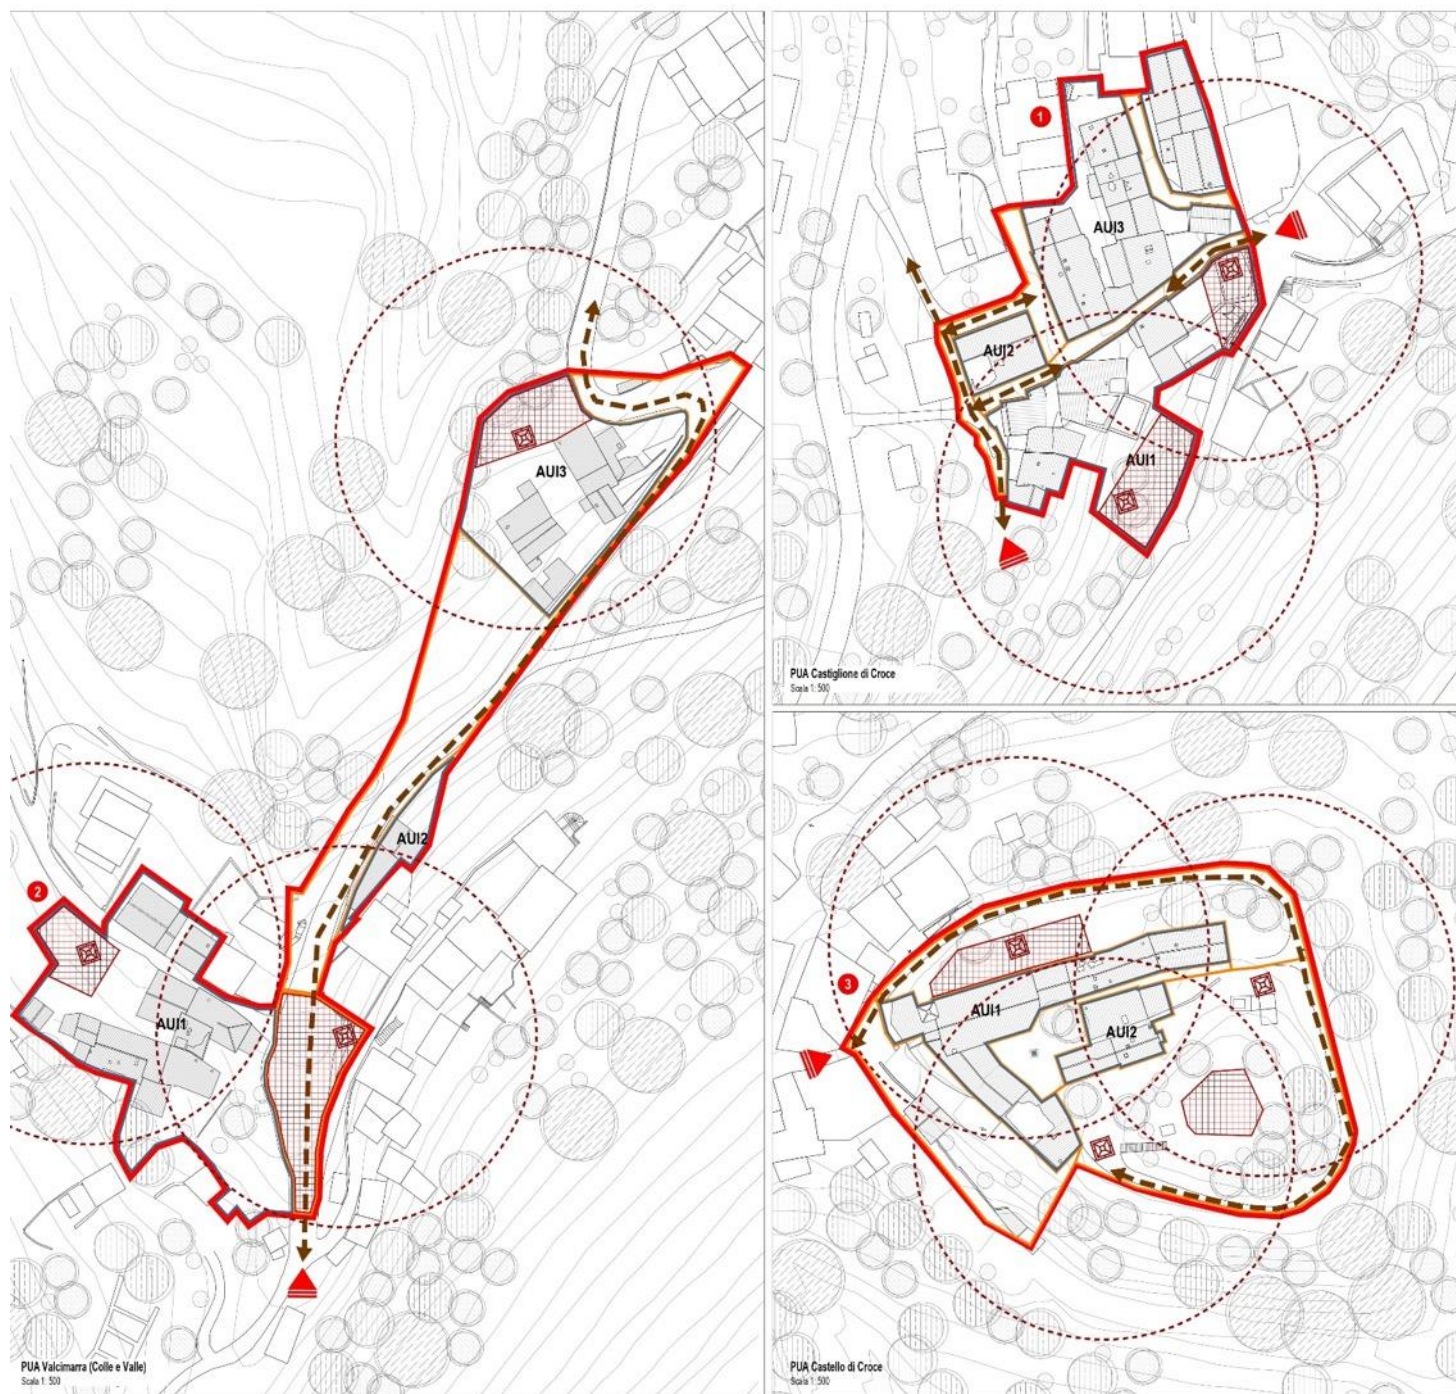 AUI3
AUI2
2
AUI1
PUA Valcimarra (Colle e Valle)
Scala 1: 500
1
AUI3
AUI2
AUI1
PUA Castiglione di Croce
Scala 1: 500
3
AUI1
AUI2
PUA Castello di Croce
Scala 1: 500